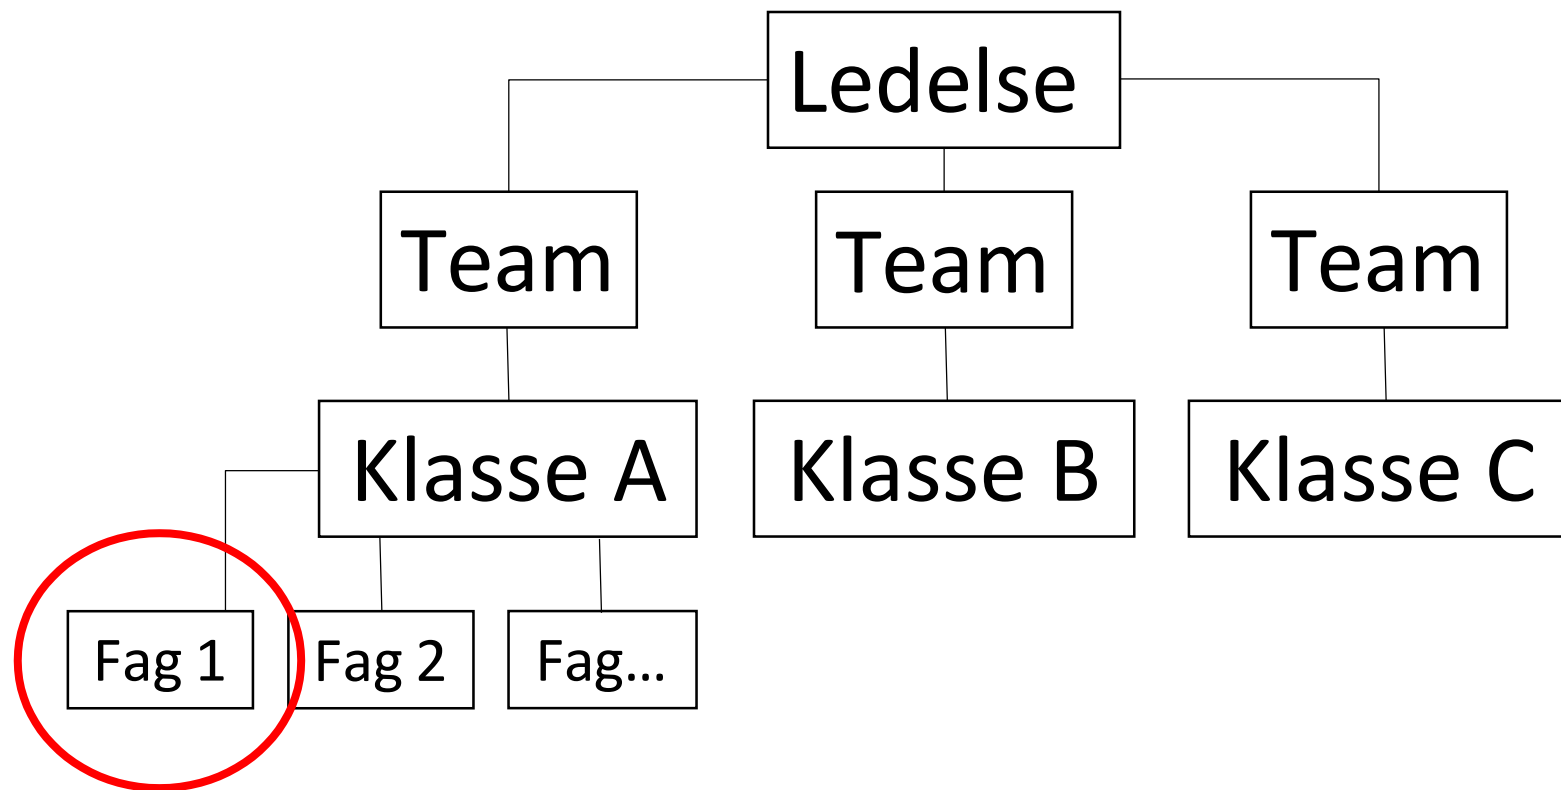 Ledelse
Team
Team
Team
Klasse A
Klasse B
Klasse C
Fag 1
Fag 2
Fag...